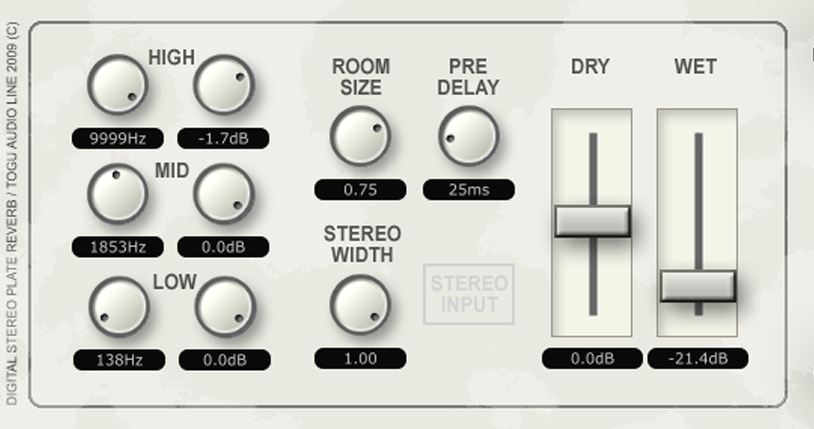 DIGITAL STEREO PLATE REVERB / TOGU AUDIO LINE 2009 (C)
HIGH
9999Hz
-1.7dB
MID
1853Hz
0.0dB
LOW
138Hz
0.0dB
ROOM
SIZE
0.75
PRE
DELAY
25ms
STEREO
WIDTH
1.00
STEREO
INPUT
DRY
0.0dB
WET
-21.4dB